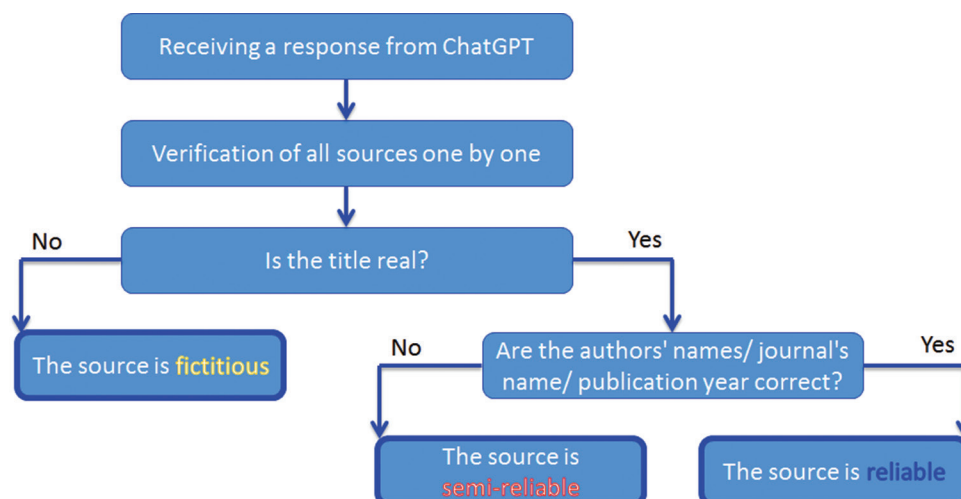 Receiving a response from ChatGPT
Verification of all sources one by one
No
Yes
Is the title real?
The source is fictitious
No
Are the authors' names/ journal's
name/ publication year correct?
Yes
The source is
semi-reliable
The source is reliable